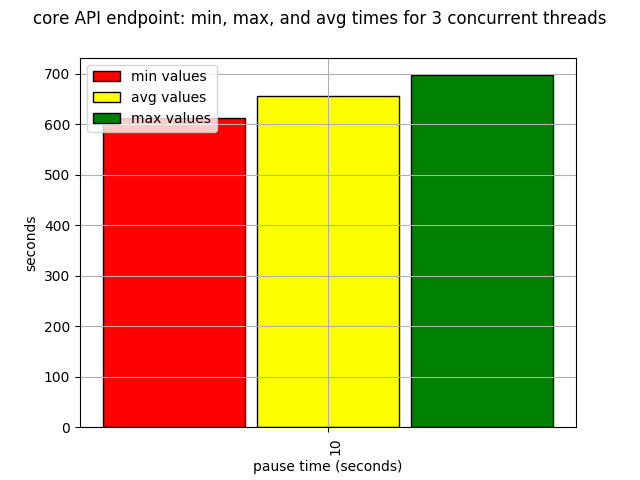 core API endpoint: min, max, and avg times for 3 concurrent threads
min values
avg values
max values
700
600
500
400
300
200
100
0
seconds
10
pause time (seconds)